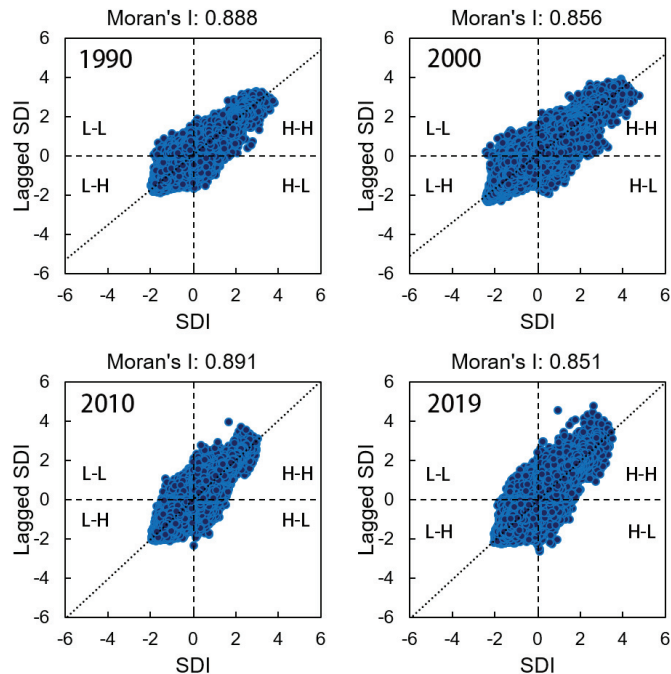 Moran's I: 0.888
1990
6
4
2
0
-2
-4
-6
Lagged SDI
L-L
H-H
L-H
H-L
-6 -4 -2 0 2 4 6
SDI
Moran's I: 0.856
2000
6
4
2
0
-2
-4
-6
Lagged SDI
L-L
H-H
L-H
H-L
-6 -4 -2 0 2 4 6
SDI
Moran's I: 0.891
2010
6
4
2
0
-2
-4
-6
Lagged SDI
L-L
H-H
L-H
H-L
-6 -4 -2 0 2 4 6
SDI
Moran's I: 0.851
2019
6
4
2
0
-2
-4
-6
Lagged SDI
L-L
H-H
L-H
H-L
-6 -4 -2 0 2 4 6
SDI